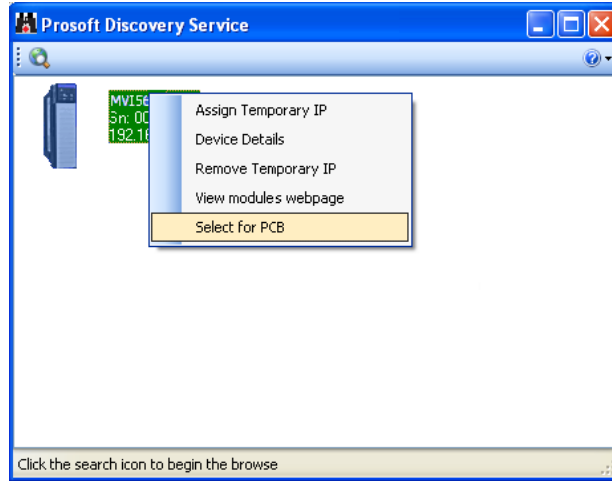 Prosoft Discovery Service
MVI56
Sn: 00
192.16
Assign Temporary IP
Device Details
Remove Temporary IP
View modules webpage
Select for PCB
Click the search icon to begin the browse